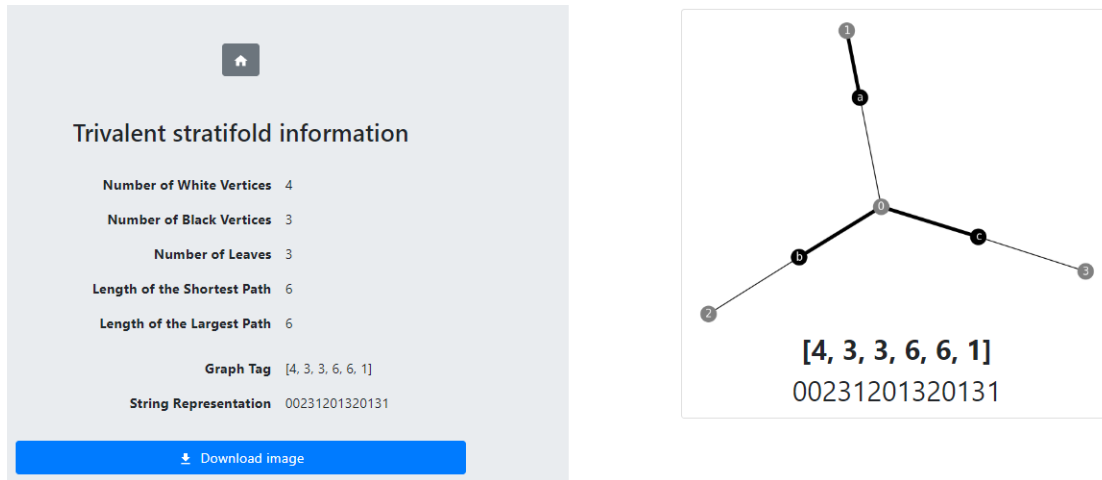 Trivalent stratifold information
Number of White Vertices 4
Number of Black Vertices 3
Number of Leaves 3
Length of the Shortest Path 6
Length of the Largest Path 6
Graph Tag [4, 3, 3, 6, 6, 1]
String Representation 00231201320131
Download image
1
a
0
b
c
2
3
[4, 3, 3, 6, 6, 1]
00231201320131